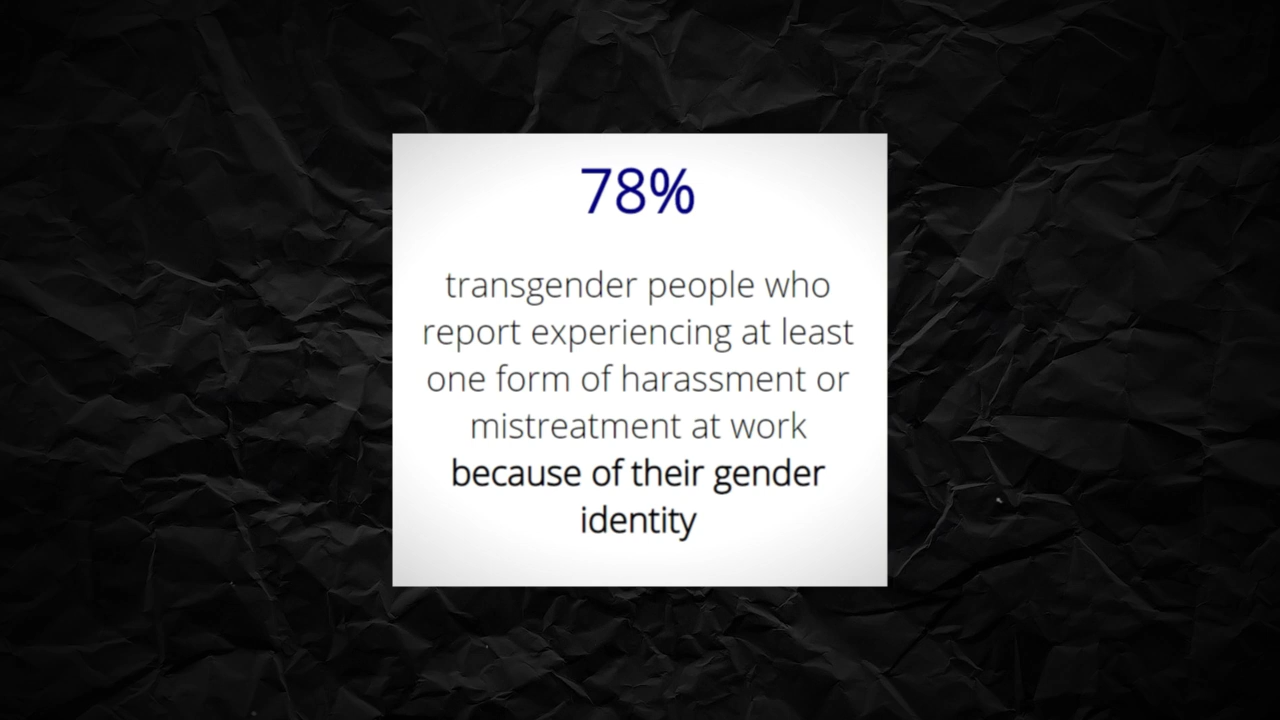 78%
transgender people who
report experiencing at least
one form of harassment or
mistreatment at work
because of their gender
identity